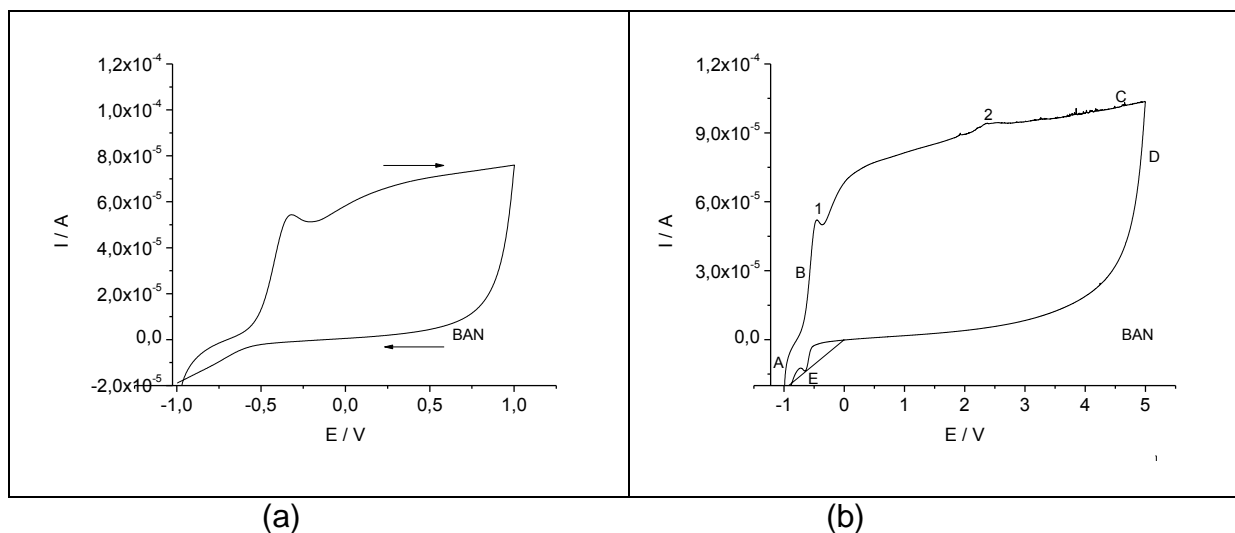 1,2x10-4
1,0x10-4
8,0x10-5
6,0x10-5
4,0x10-5
2,0x10-5
0,0
-2,0x10-5
I / A
BAN
-1,0 -0,5 0,0 0,5 1,0
E / V
(a)
1,2x10-4
9,0x10-5
6,0x10-5
3,0x10-5
0,0
I / A
A
B
1
2
C
D
E
BAN
-1 0 1 2 3 4 5
E / V
(b)